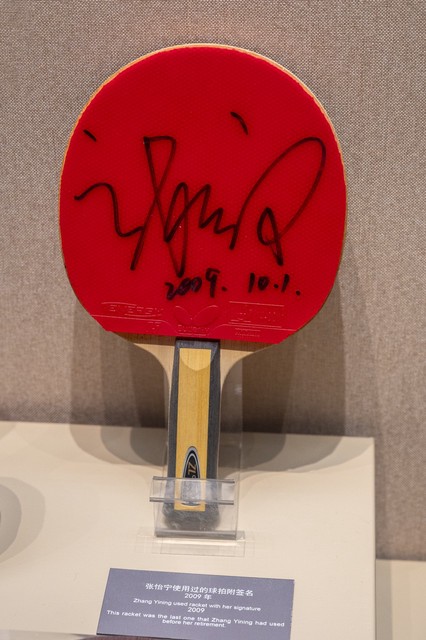 2009. 10.1.
张怡宁使用过的球拍附签名
2009 年
Zhang Yining used racket with her signature
2009
This racket was the last one that Zhang Yining had used
before her retirement